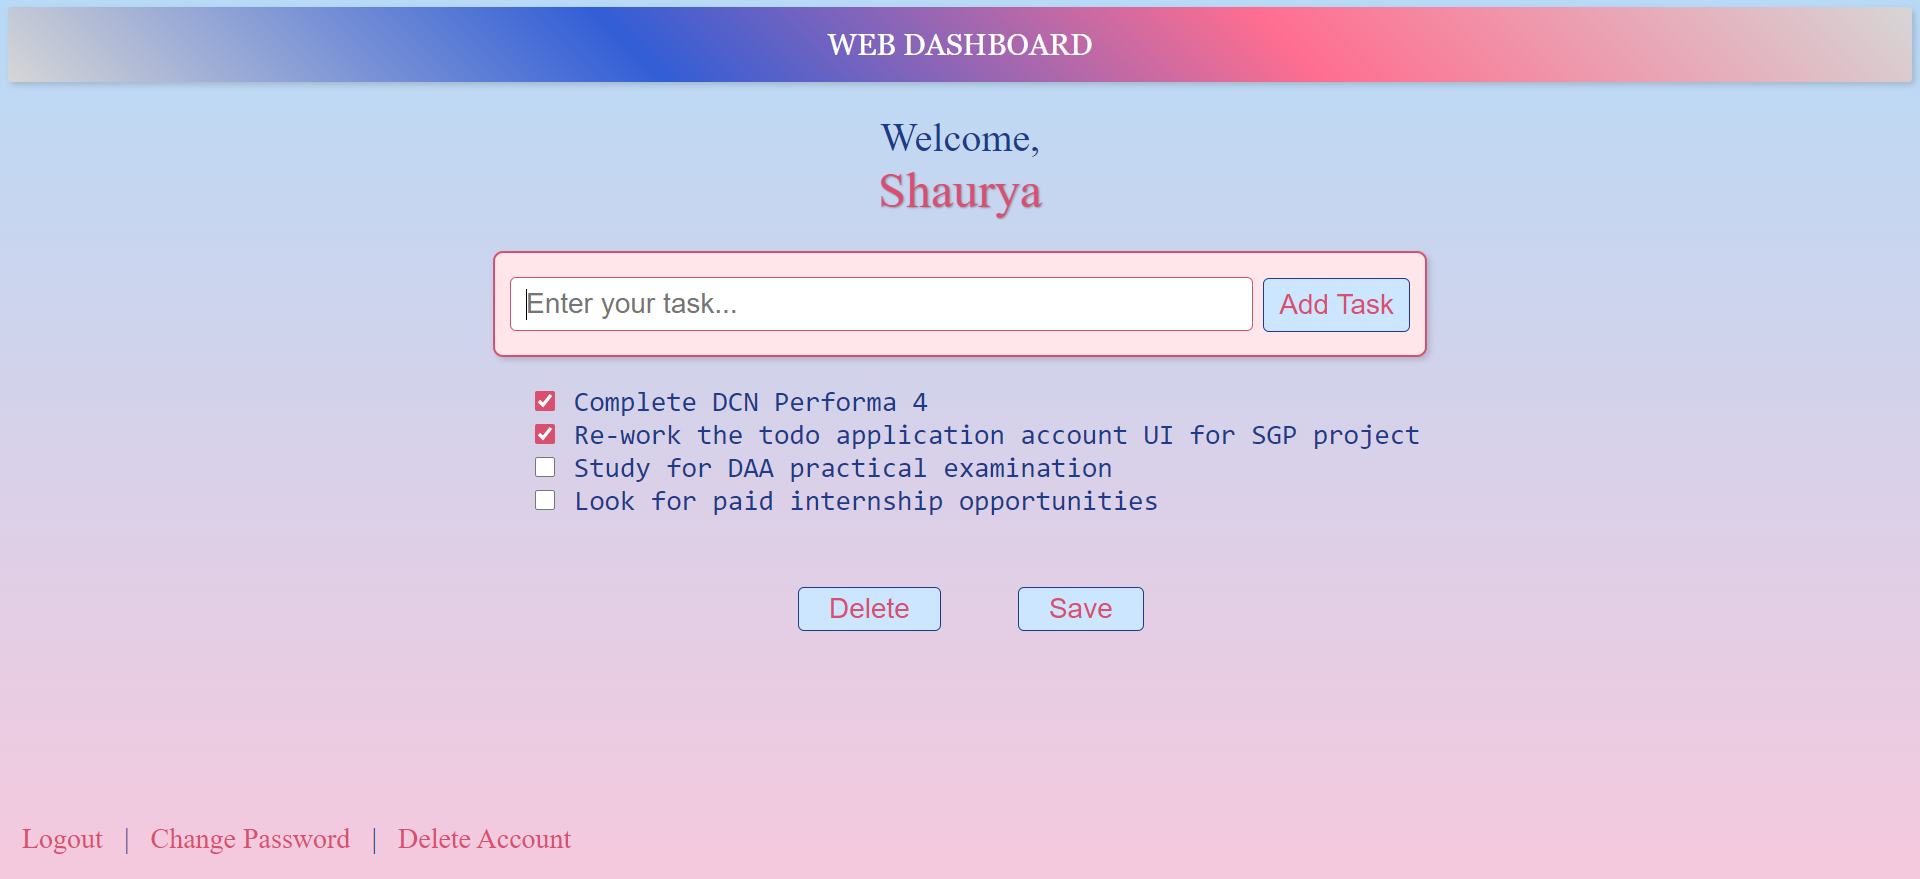 WEB DASHBOARD
Welcome,
Shaurya
Enter your task...
Add Task
Complete DCN Performa 4
Re-work the todo application account UI for SGP project
Study for DAA practical examination
Look for paid internship opportunities
Delete
Save
Logout | Change Password | Delete Account